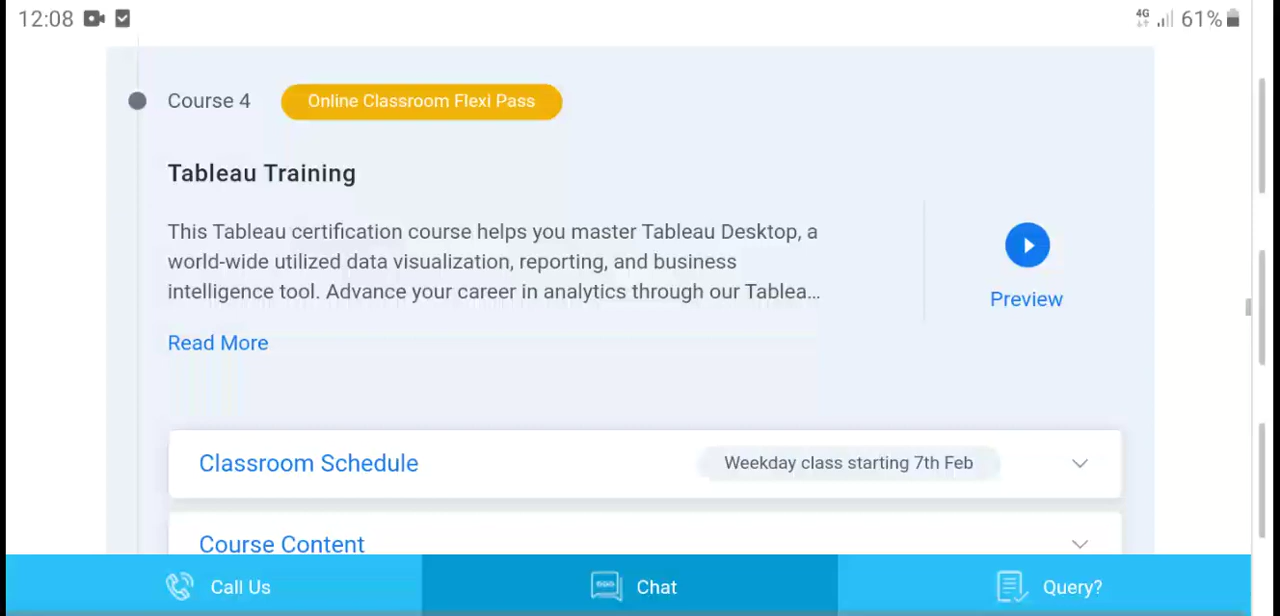 12:08
4G 61%
Course 4 Online Classroom Flexi Pass
Tableau Training
This Tableau certification course helps you master Tableau Desktop, a
world-wide utilized data visualization, reporting, and business
intelligence tool. Advance your career in analytics through our Tablea...
Preview
Read More
Classroom Schedule Weekday class starting 7th Feb
Course Content
Call Us Chat Query?